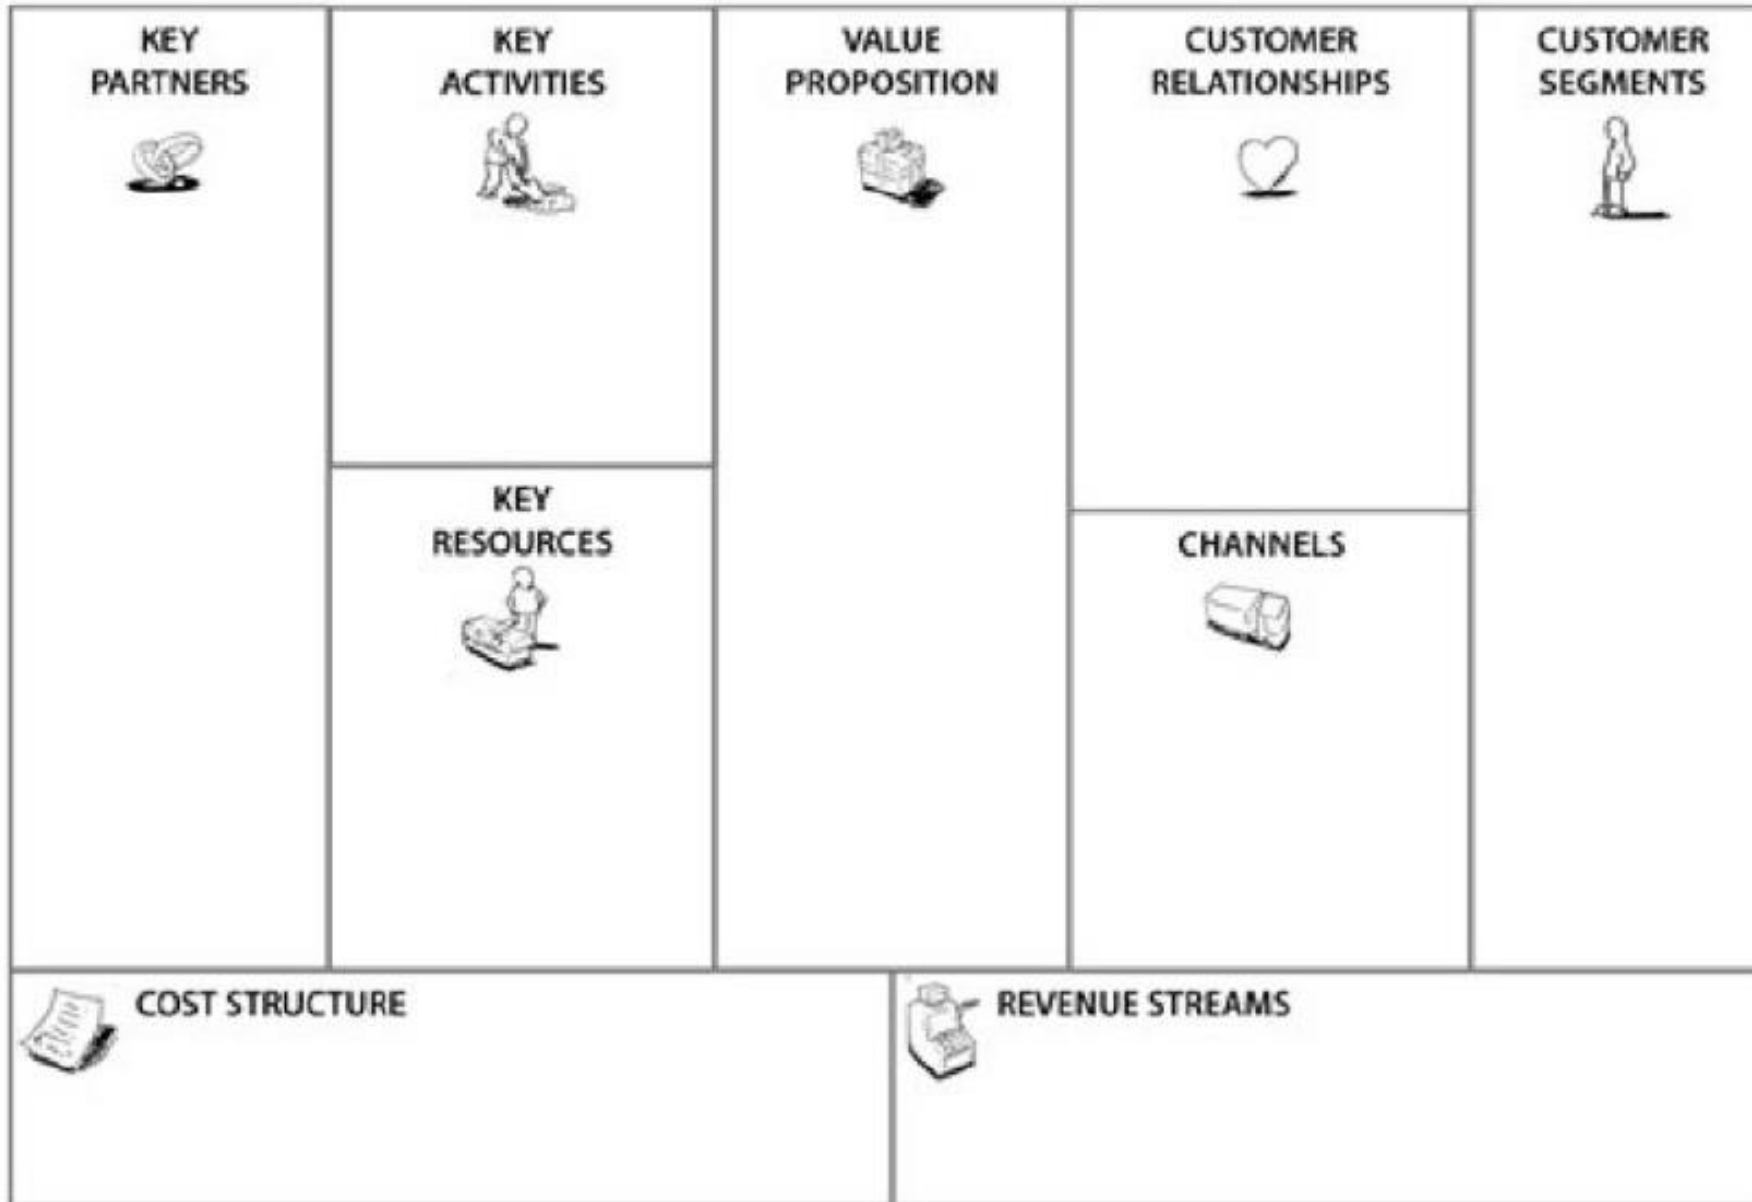 KEY
PARTNERS
KEY
ACTIVITIES
KEY
RESOURCES
VALUE
PROPOSITION
CUSTOMER
RELATIONSHIPS
CHANNELS
CUSTOMER
SEGMENTS
COST STRUCTURE
REVENUE STREAMS